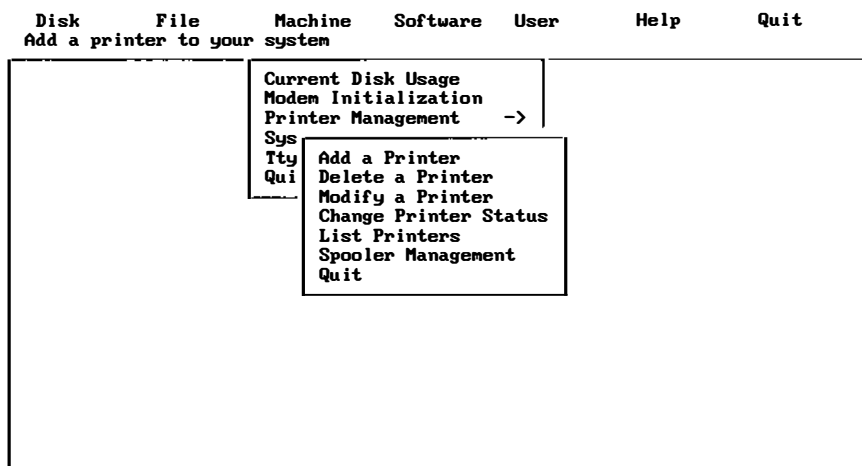 Disk File Machine Software User Help Quit
Add a printer to your system
Current Disk Usage
Modem Initialization
Printer Management ->
Sys
Tty
Qui
Add a Printer
Delete a Printer
Modify a Printer
Change Printer Status
List Printers
Spooler Management
Quit